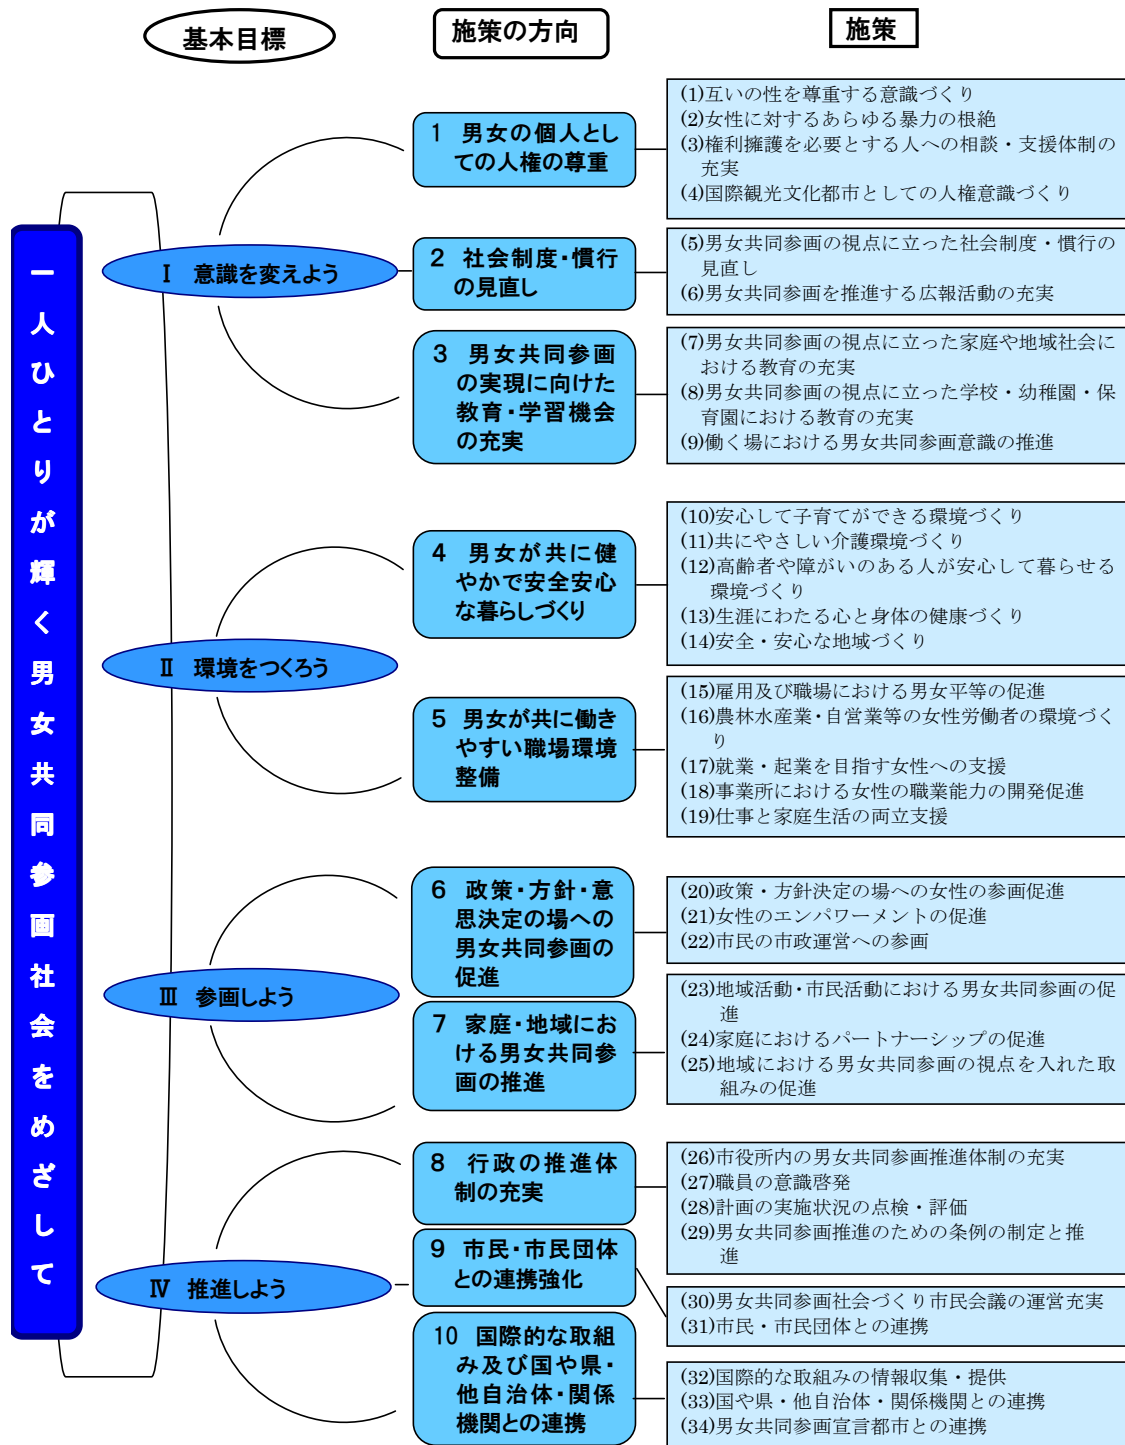 基本目標
施策の方向
施策
一人ひとりが輝く男女共同参画社会をめざして
Ⅰ 意識を変えよう
1 男女の個人とし
ての人権の尊重
(1)互いの性を尊重する意識づくり
(2)女性に対するあらゆる暴力の根絶
(3)権利擁護を必要とする人への相談・支援体制の
充実
(4)国際観光文化都市としての人権意識づくり
2 社会制度・慣行
の見直し
(5)男女共同参画の視点に立った社会制度・慣行の
見直し
(6)男女共同参画を推進する広報活動の充実
3 男女共同参画
の実現に向けた
教育・学習機会
の充実
(7)男女共同参画の視点に立った家庭や地域社会に
おける教育の充実
(8)男女共同参画の視点に立った学校・幼稚園・保
育園における教育の充実
(9)働く場における男女共同参画意識の推進
Ⅱ 環境をつくろう
4 男女が共に健
やかで安全安心
な暮らしづくり
(10)安心して子育てができる環境づくり
(11)共にやさしい介護環境づくり
(12)高齢者や障がいのある人が安心して暮らせる
環境づくり
(13)生涯にわたる心と身体の健康づくり
(14)安全・安心な地域づくり
5 男女が共に働き
やすい職場環境
整備
(15)雇用及び職場における男女平等の促進
(16)農林水産業・自営業等の女性労働者の環境づく
り
(17)就業・起業を目指す女性への支援
(18)事業所における女性の職業能力の開発促進
(19)仕事と家庭生活の両立支援
Ⅲ 参画しよう
6 政策・方針・意
思決定の場への
男女共同参画の
促進
(20)政策・方針決定の場への女性の参画促進
(21)女性のエンパワーメントの促進
(22)市民の市政運営への参画
7 家庭・地域にお
ける男女共同参
画の推進
(23)地域活動・市民活動における男女共同参画の促
進
(24)家庭におけるパートナーシップの促進
(25)地域における男女共同参画の視点を入れた取
組みの促進
Ⅳ 推進しよう
8 行政の推進体
制の充実
(26)市役所内の男女共同参画推進体制の充実
(27)職員の意識啓発
(28)計画の実施状況の点検・評価
(29)男女共同参画推進のための条例の制定と推
進
9 市民・市民団体
との連携強化
(30)男女共同参画社会づくり市民会議の運営充実
(31)市民・市民団体との連携
10 国際的な取組
み及び国や県・
他自治体・関係
機関との連携
(32)国際的な取組みの情報収集・提供
(33)国や県・他自治体・関係機関との連携
(34)男女共同参画宣言都市との連携